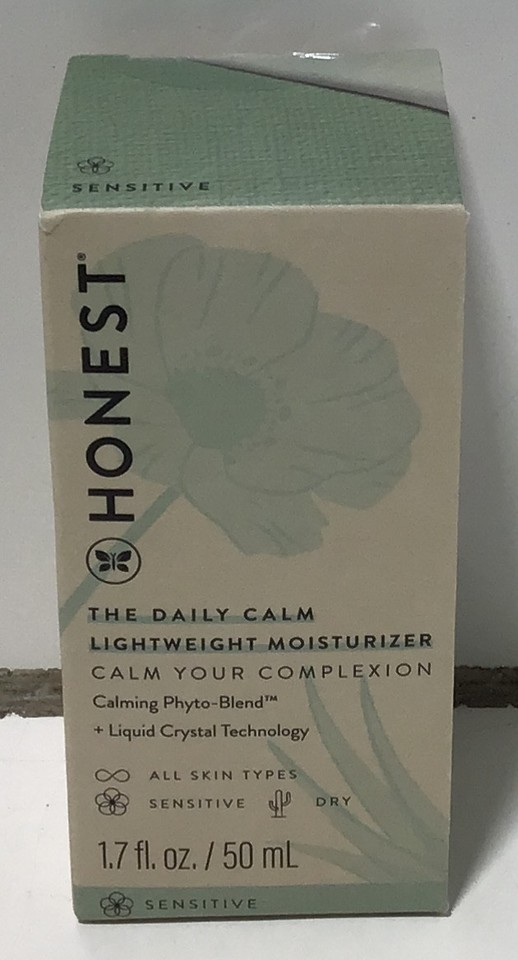 SENSITIVE
HONEST®
THE DAILY CALM
LIGHTWEIGHT MOISTURIZER
CALM YOUR COMPLEXION
Calming Phyto-Blend™
+ Liquid Crystal Technology
ALL SKIN TYPES
SENSITIVE DRY
1.7 fl. oz. / 50 mL
SENSITIVE